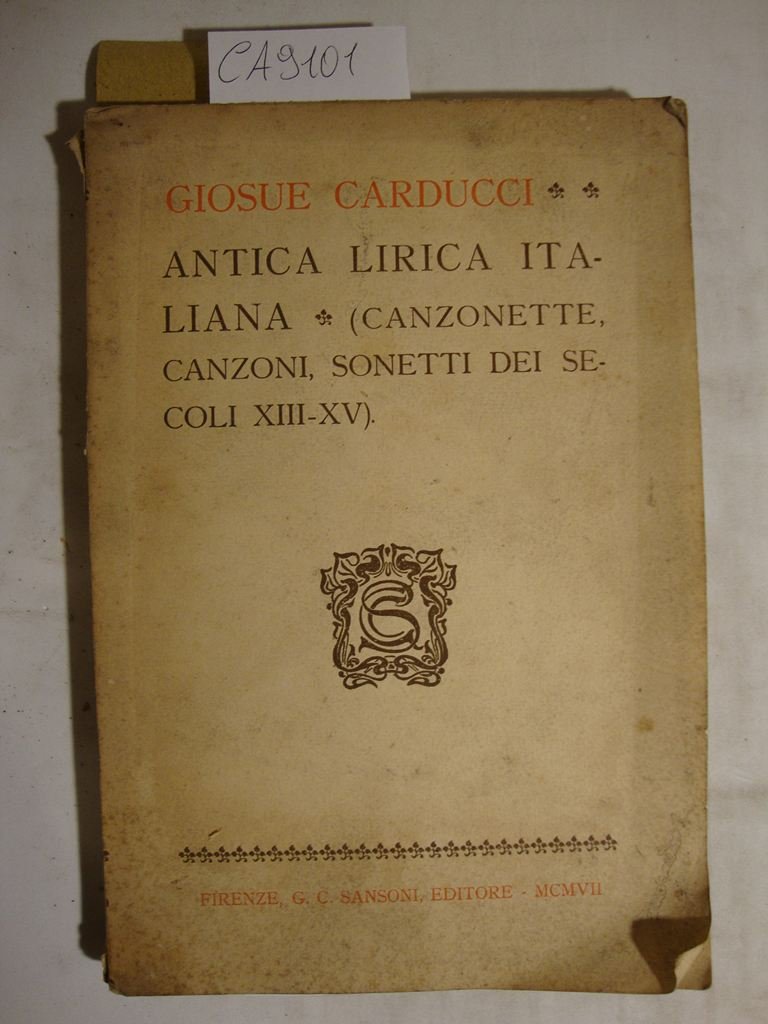 CA9101
GIOSUE CARDUCCI
ANTICA LIRICA ITA-
LIANA (CANZONETTE,
CANZONI, SONETTI DEI SE-
COLI XIII-XV).
FIRENZE, G. C. SANSONI, EDITORE - MCMVII